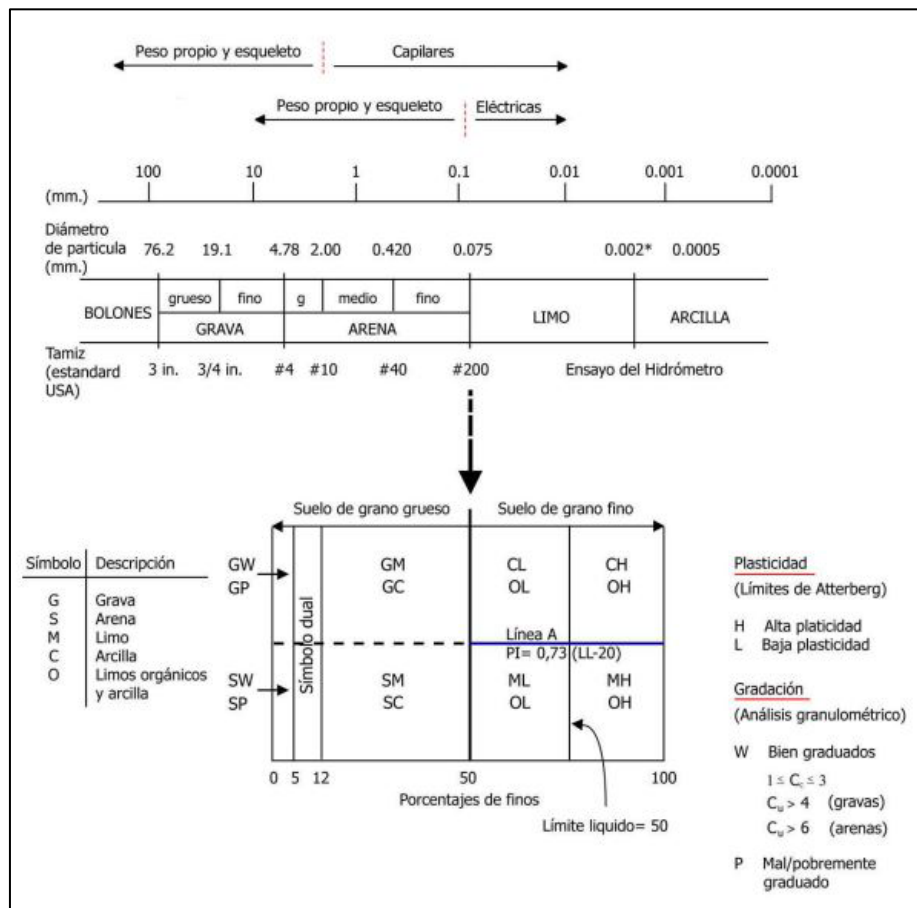 Peso propio y esqueleto Capilares
Peso propio y esqueleto Eléctricas
100 10 1 0.1 0.01 0.001 0.0001
(mm.)
Diámetro
de particula
(mm.)
76.2 19.1 4.78 2.00 0.420 0.075 0.002* 0.0005
BOLONES
grueso fino g medio fino
GRAVA ARENA
LIMO ARCILLA
Tamiz
(estandard
USA)
3 in. 3/4 in. #4 #10 #40 #200 Ensayo del Hidrómetro
Suelo de grano grueso Suelo de grano fino
Símbolo Descripción
G Grava
S Arena
M Limo
C Arcilla
O Limos orgánicos
y arcilla
GW
GP
SW
SP
Símbolo dual
GM
GC
SM
SC
CL
OL
CH
OH
Línea A
PI= 0,73 (LL-20)
ML
OL
MH
OH
0 5 12 50 100
Porcentajes de finos
Límite liquido= 50
Plasticidad
(Límites de Atterberg)
H Alta platicidad
L Baja plasticidad
Gradación
(Análisis granulométrico)
W Bien graduados
1 ≤ Cc ≤ 3
Cu > 4 (gravas)
Cu > 6 (arenas)
P Mal/pobremente
graduado